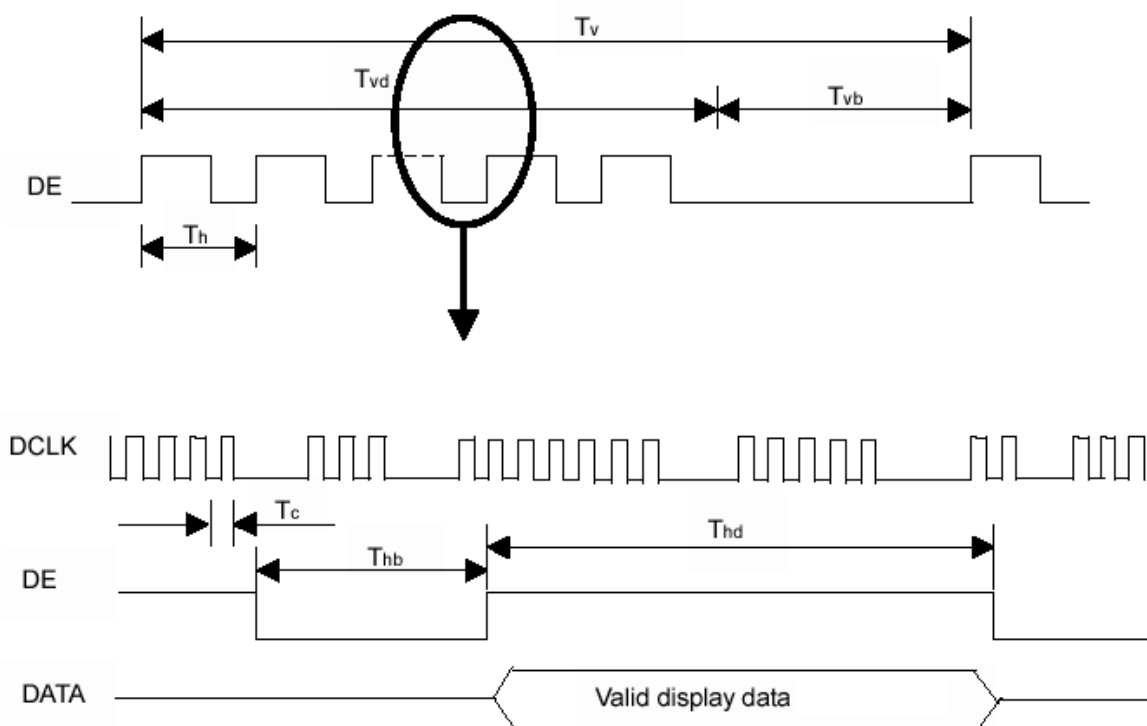 Tv
Tvd
Tvb
DE
Th
DCLK
Tc
Thb
Thd
DE
DATA
Valid display data